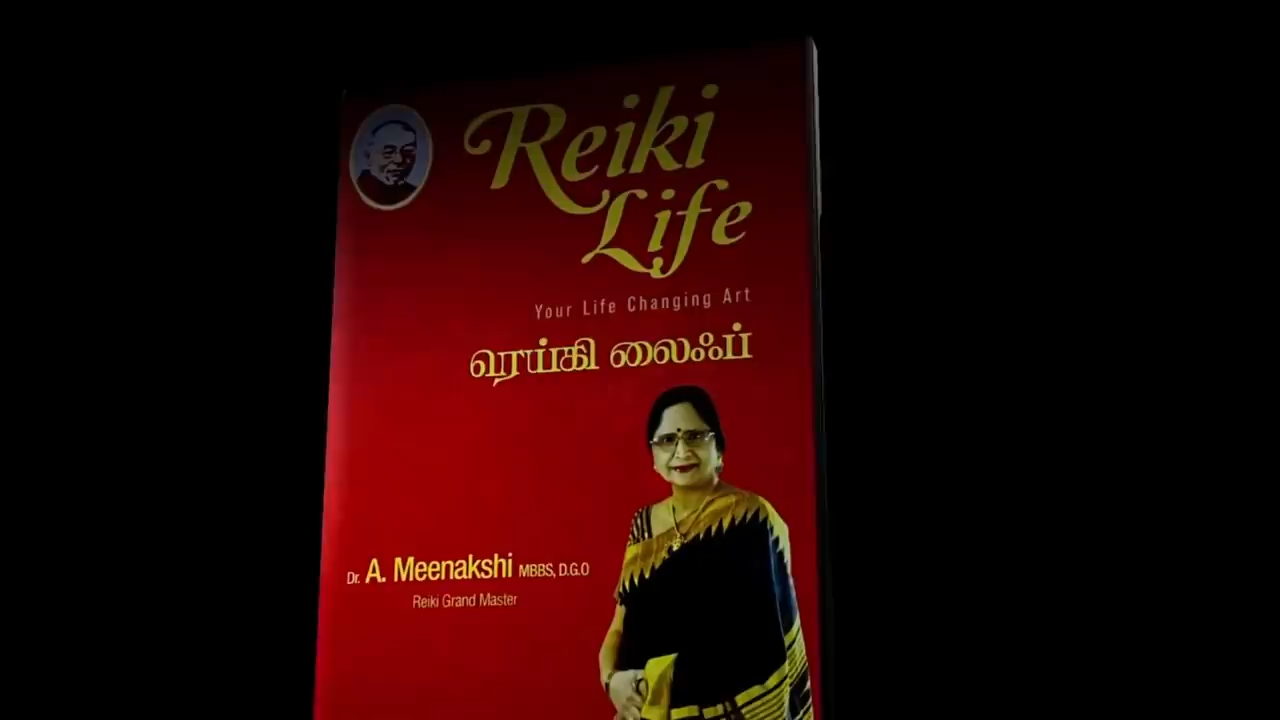 Reiki
Life
Your Life Changing Art
ரெய்கி லைஃப்
Dr. A. Meenakshi MBBS, D.G.O
Reiki Grand Master